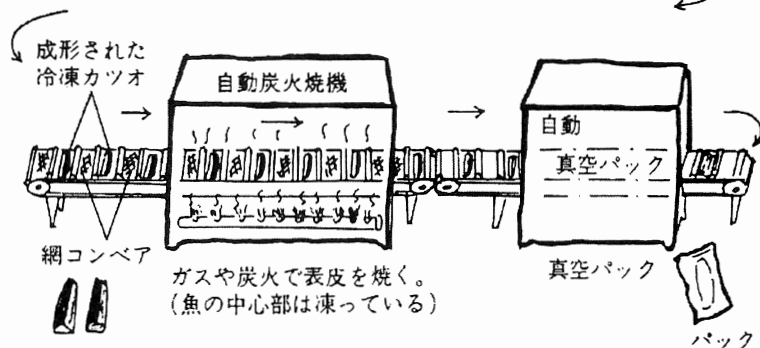 成形された
冷凍カツオ
自動炭火焼機
自動
真空パック
網コンベア
ガスや炭火で表皮を焼く。
(魚の中心部は凍っている)
真空パック
パック